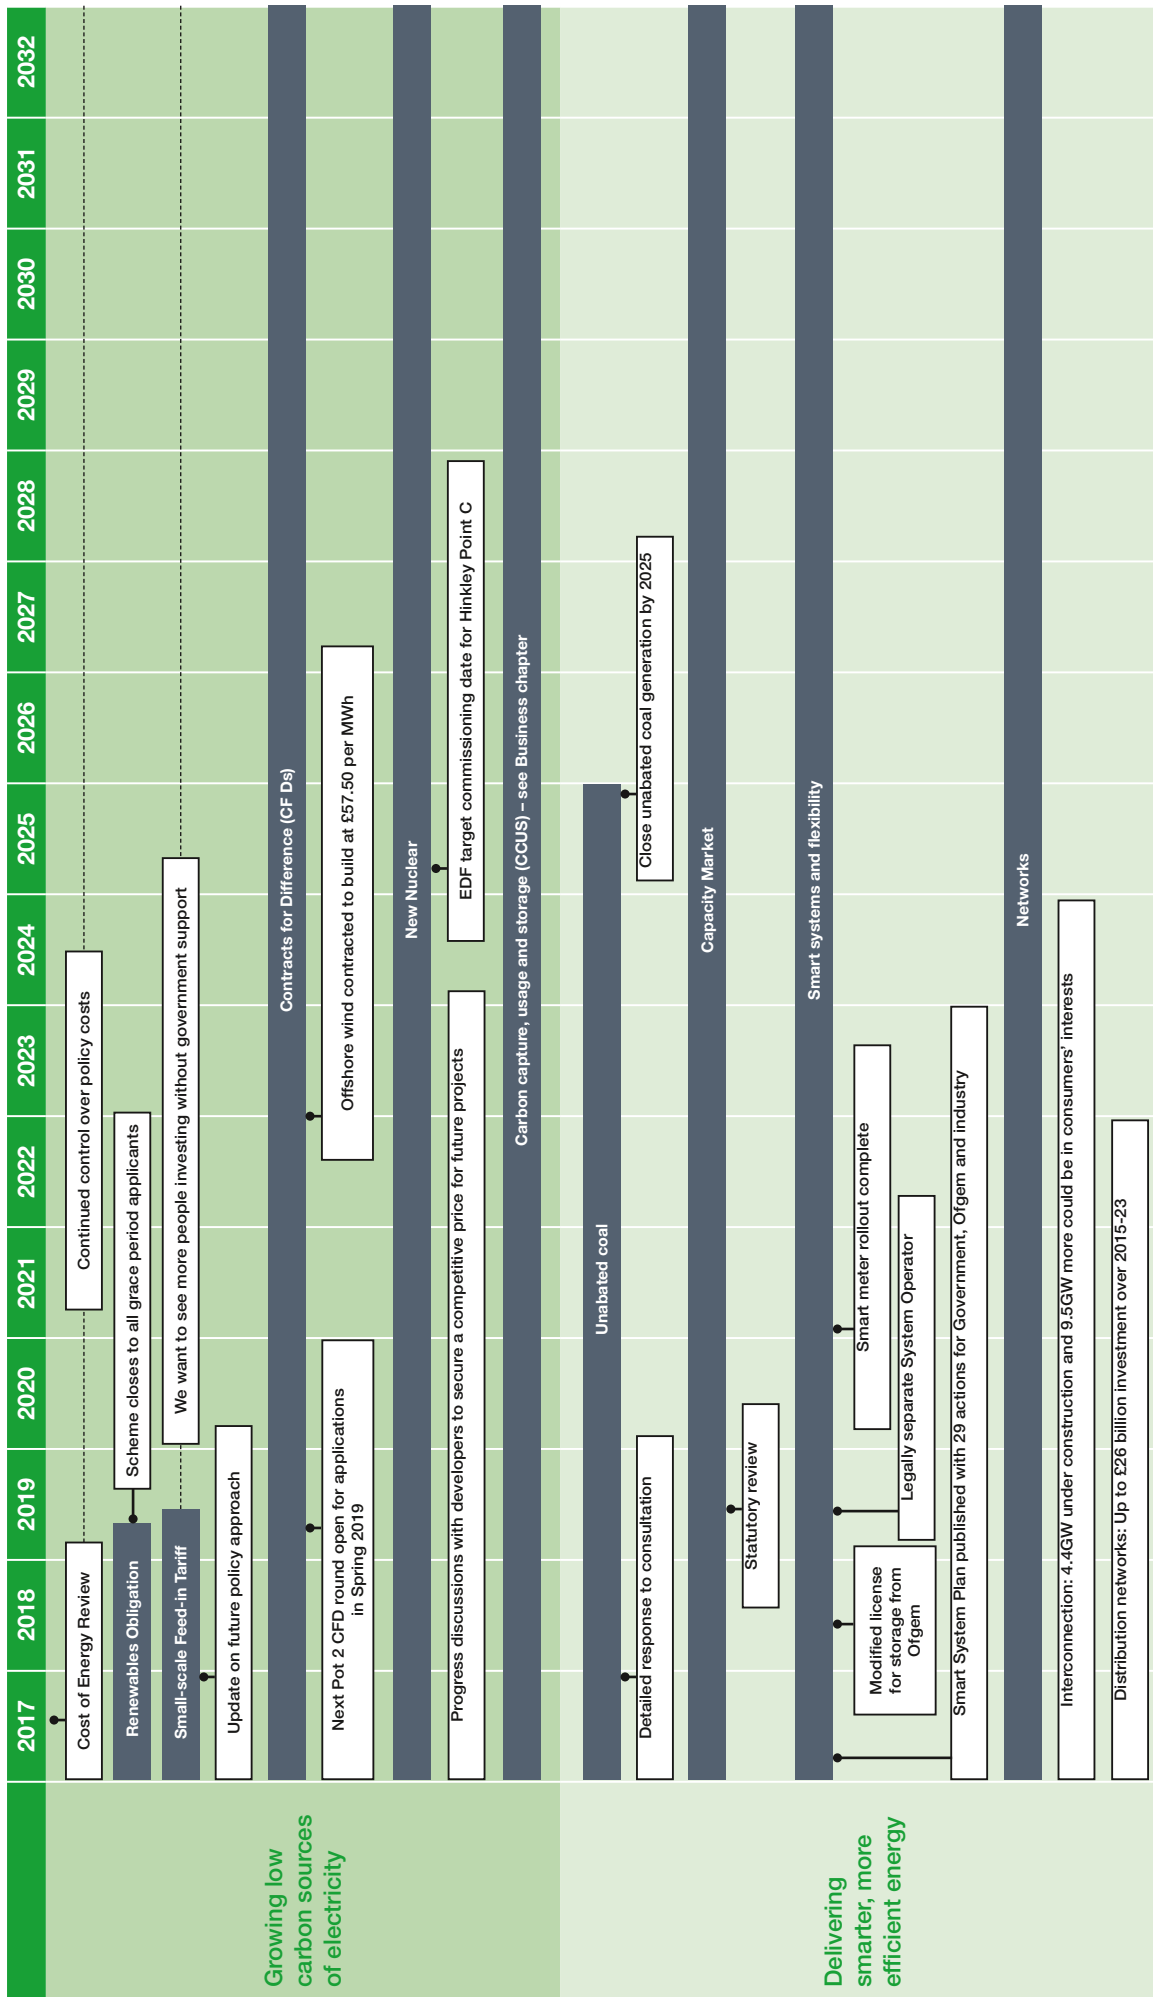 2017 2018 2019 2020 2021 2022 2023 2024 2025 2026 2027 2028 2029 2030 2031 2032
Growing low
carbon sources
of electricity
Cost of Energy Review
Continued control over policy costs
Renewables Obligation
Scheme closes to all grace period applicants
Small-scale Feed-in Tariff
We want to see more people investing without government support
Update on future policy approach
Contracts for Difference (CF Ds)
Next Pot 2 CFD round open for applications
in Spring 2019
Offshore wind contracted to build at £57.50 per MWh
New Nuclear
Progress discussions with developers to secure a competitive price for future projects
EDF target commissioning date for Hinkley Point C
Carbon capture, usage and storage (CCUS) – see Business chapter
Delivering
smarter, more
efficient energy
Unabated coal
Detailed response to consultation
Close unabated coal generation by 2025
Capacity Market
Statutory review
Smart systems and flexibility
Modified license
for storage from
Ofgem
Smart meter rollout complete
Legally separate System Operator
Smart System Plan published with 29 actions for Government, Ofgem and industry
Networks
Interconnection: 4.4GW under construction and 9.5GW more could be in consumers’ interests
Distribution networks: Up to £26 billion investment over 2015-23